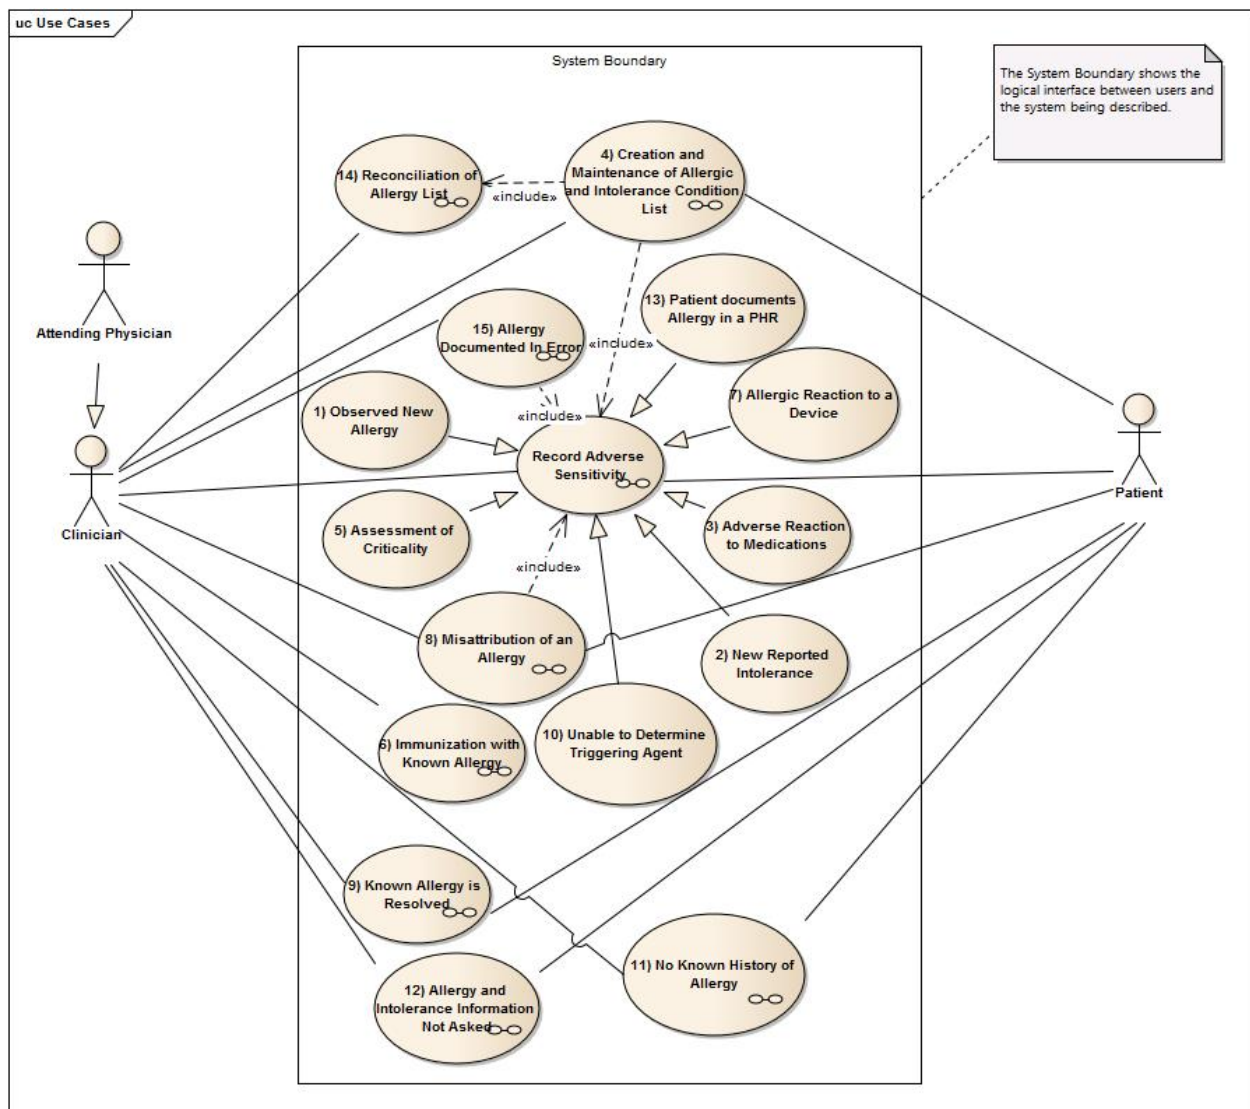 uc Use Cases
System Boundary
The System Boundary shows the
logical interface between users and
the system being described.
14) Reconciliation of
Allergy List
«include»
4) Creation and
Maintenance of Allergic
and Intolerance Condition
List
Attending Physician
13) Patient documents
Allergy in a PHR
15) Allergy
Documented In Error
«include»
«include»
1) Observed New
Allergy
7) Allergic Reaction to a
Device
Record Adverse
Sensitivity
Clinician
Patient
5) Assessment of
Criticality
3) Adverse Reaction
to Medications
«include»
8) Misattribution of an
Allergy
2) New Reported
Intolerance
6) Immunization with
Known Allergy
10) Unable to Determine
Triggering Agent
9) Known Allergy is
Resolved
11) No Known History of
Allergy
12) Allergy and
Intolerance Information
Not Asked